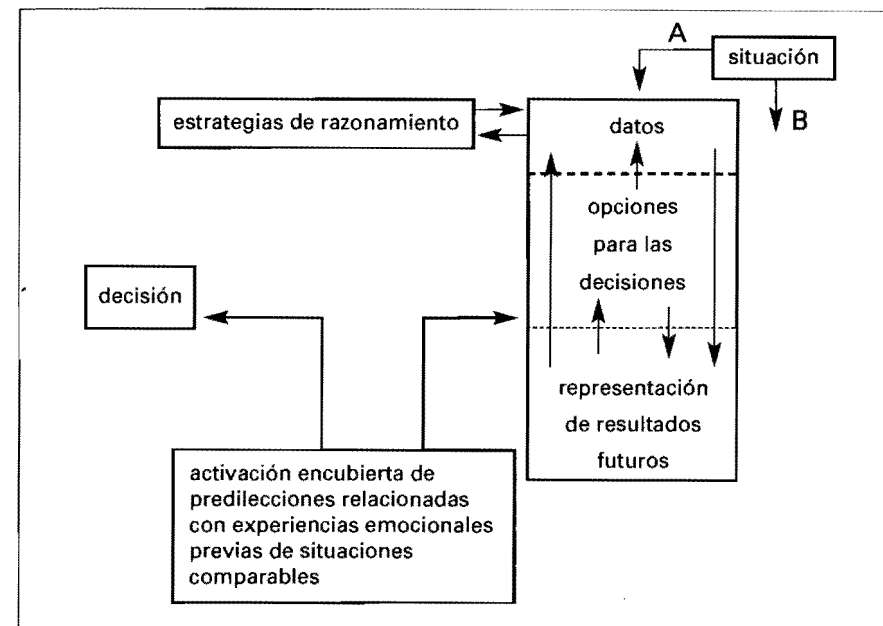 A
situación
estrategias de razonamiento
datos
B
opciones
para las
decisiones
decisión
representación
de resultados
futuros
activación encubierta de
predilecciones relacionadas
con experiencias emocionales
previas de situaciones
comparables